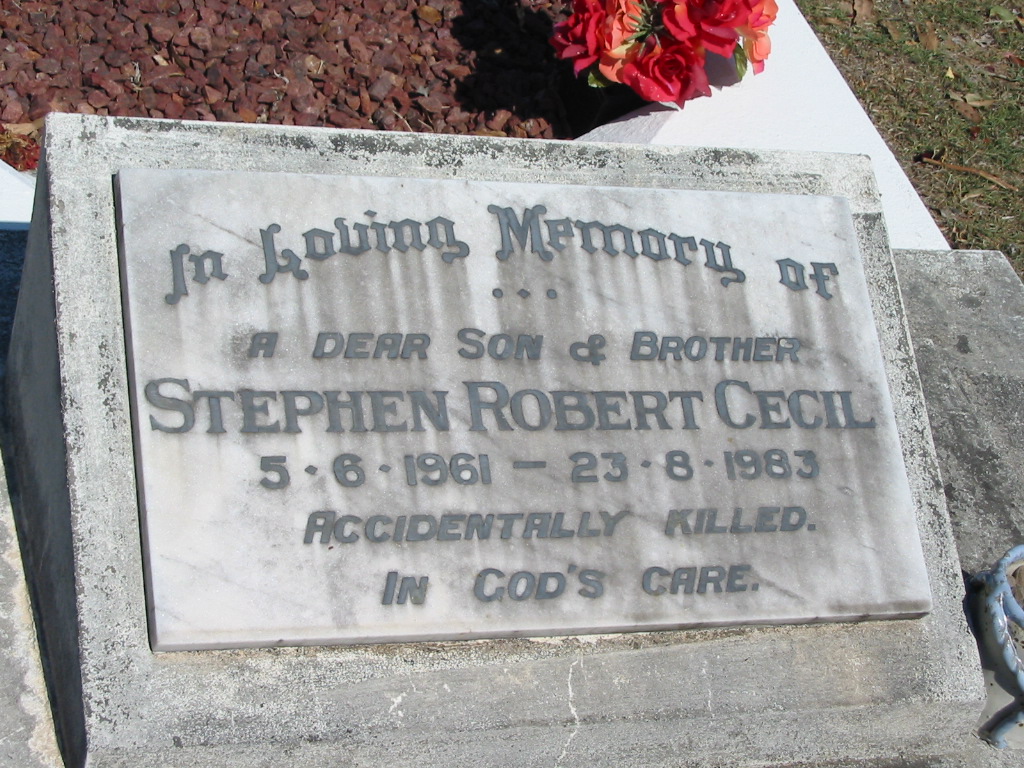 In Loving Memory of
...
A DEAR SON & BROTHER
STEPHEN ROBERT CECIL
5·6·1961 – 23·8·1983
ACCIDENTALLY KILLED.
IN GOD'S CARE.